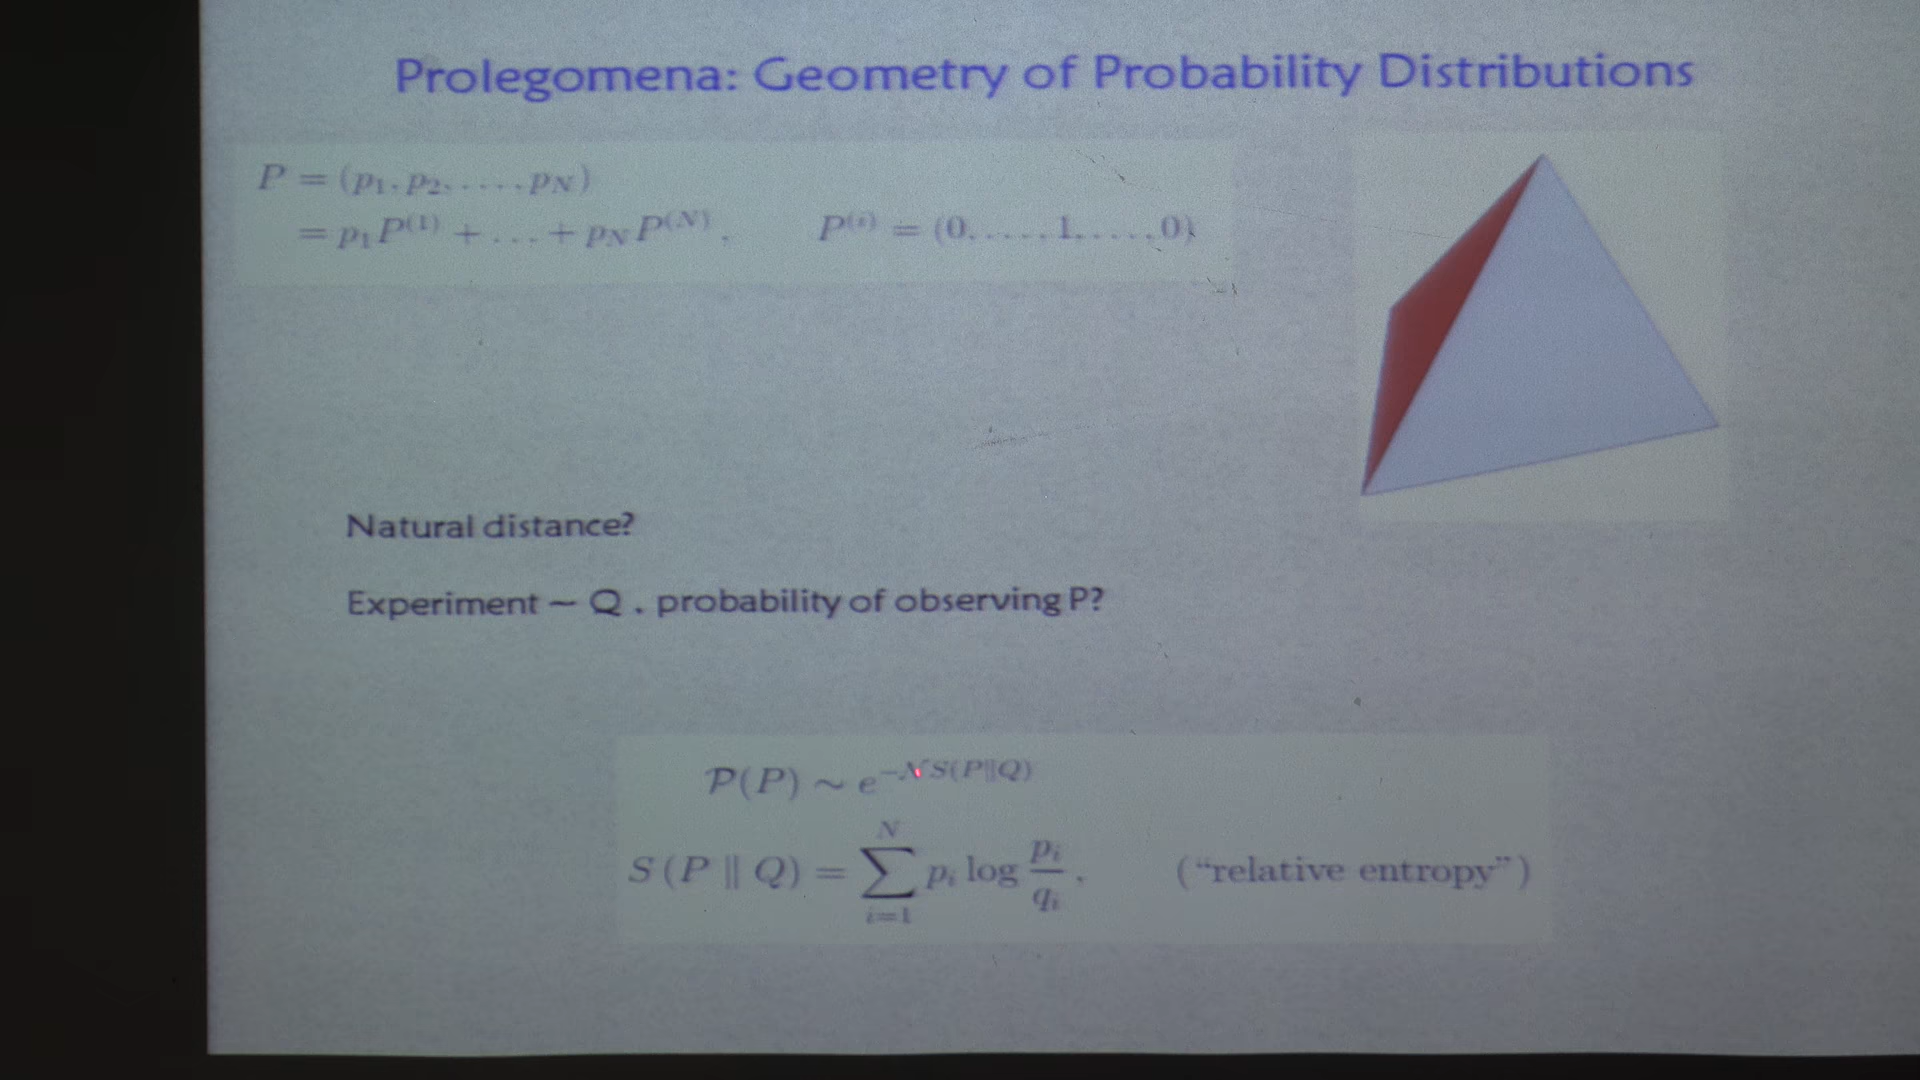 Prolegomena: Geometry of Probability Distributions
P = (p₁, p₂, . . . . , p_N)
= p₁P⁽¹⁾ + . . . + p_N P⁽ᴺ⁾ , P⁽ⁱ⁾ = (0, . . . . , 1, . . . . , 0)
Natural distance?
Experiment – Q , probability of observing P?
𝒫(P) ∼ e^{−𝒩 S(P‖Q)}
S (P ‖ Q) = ∑_{i=1}^{N} p_i log \frac{p_i}{q_i} , (“relative entropy”)